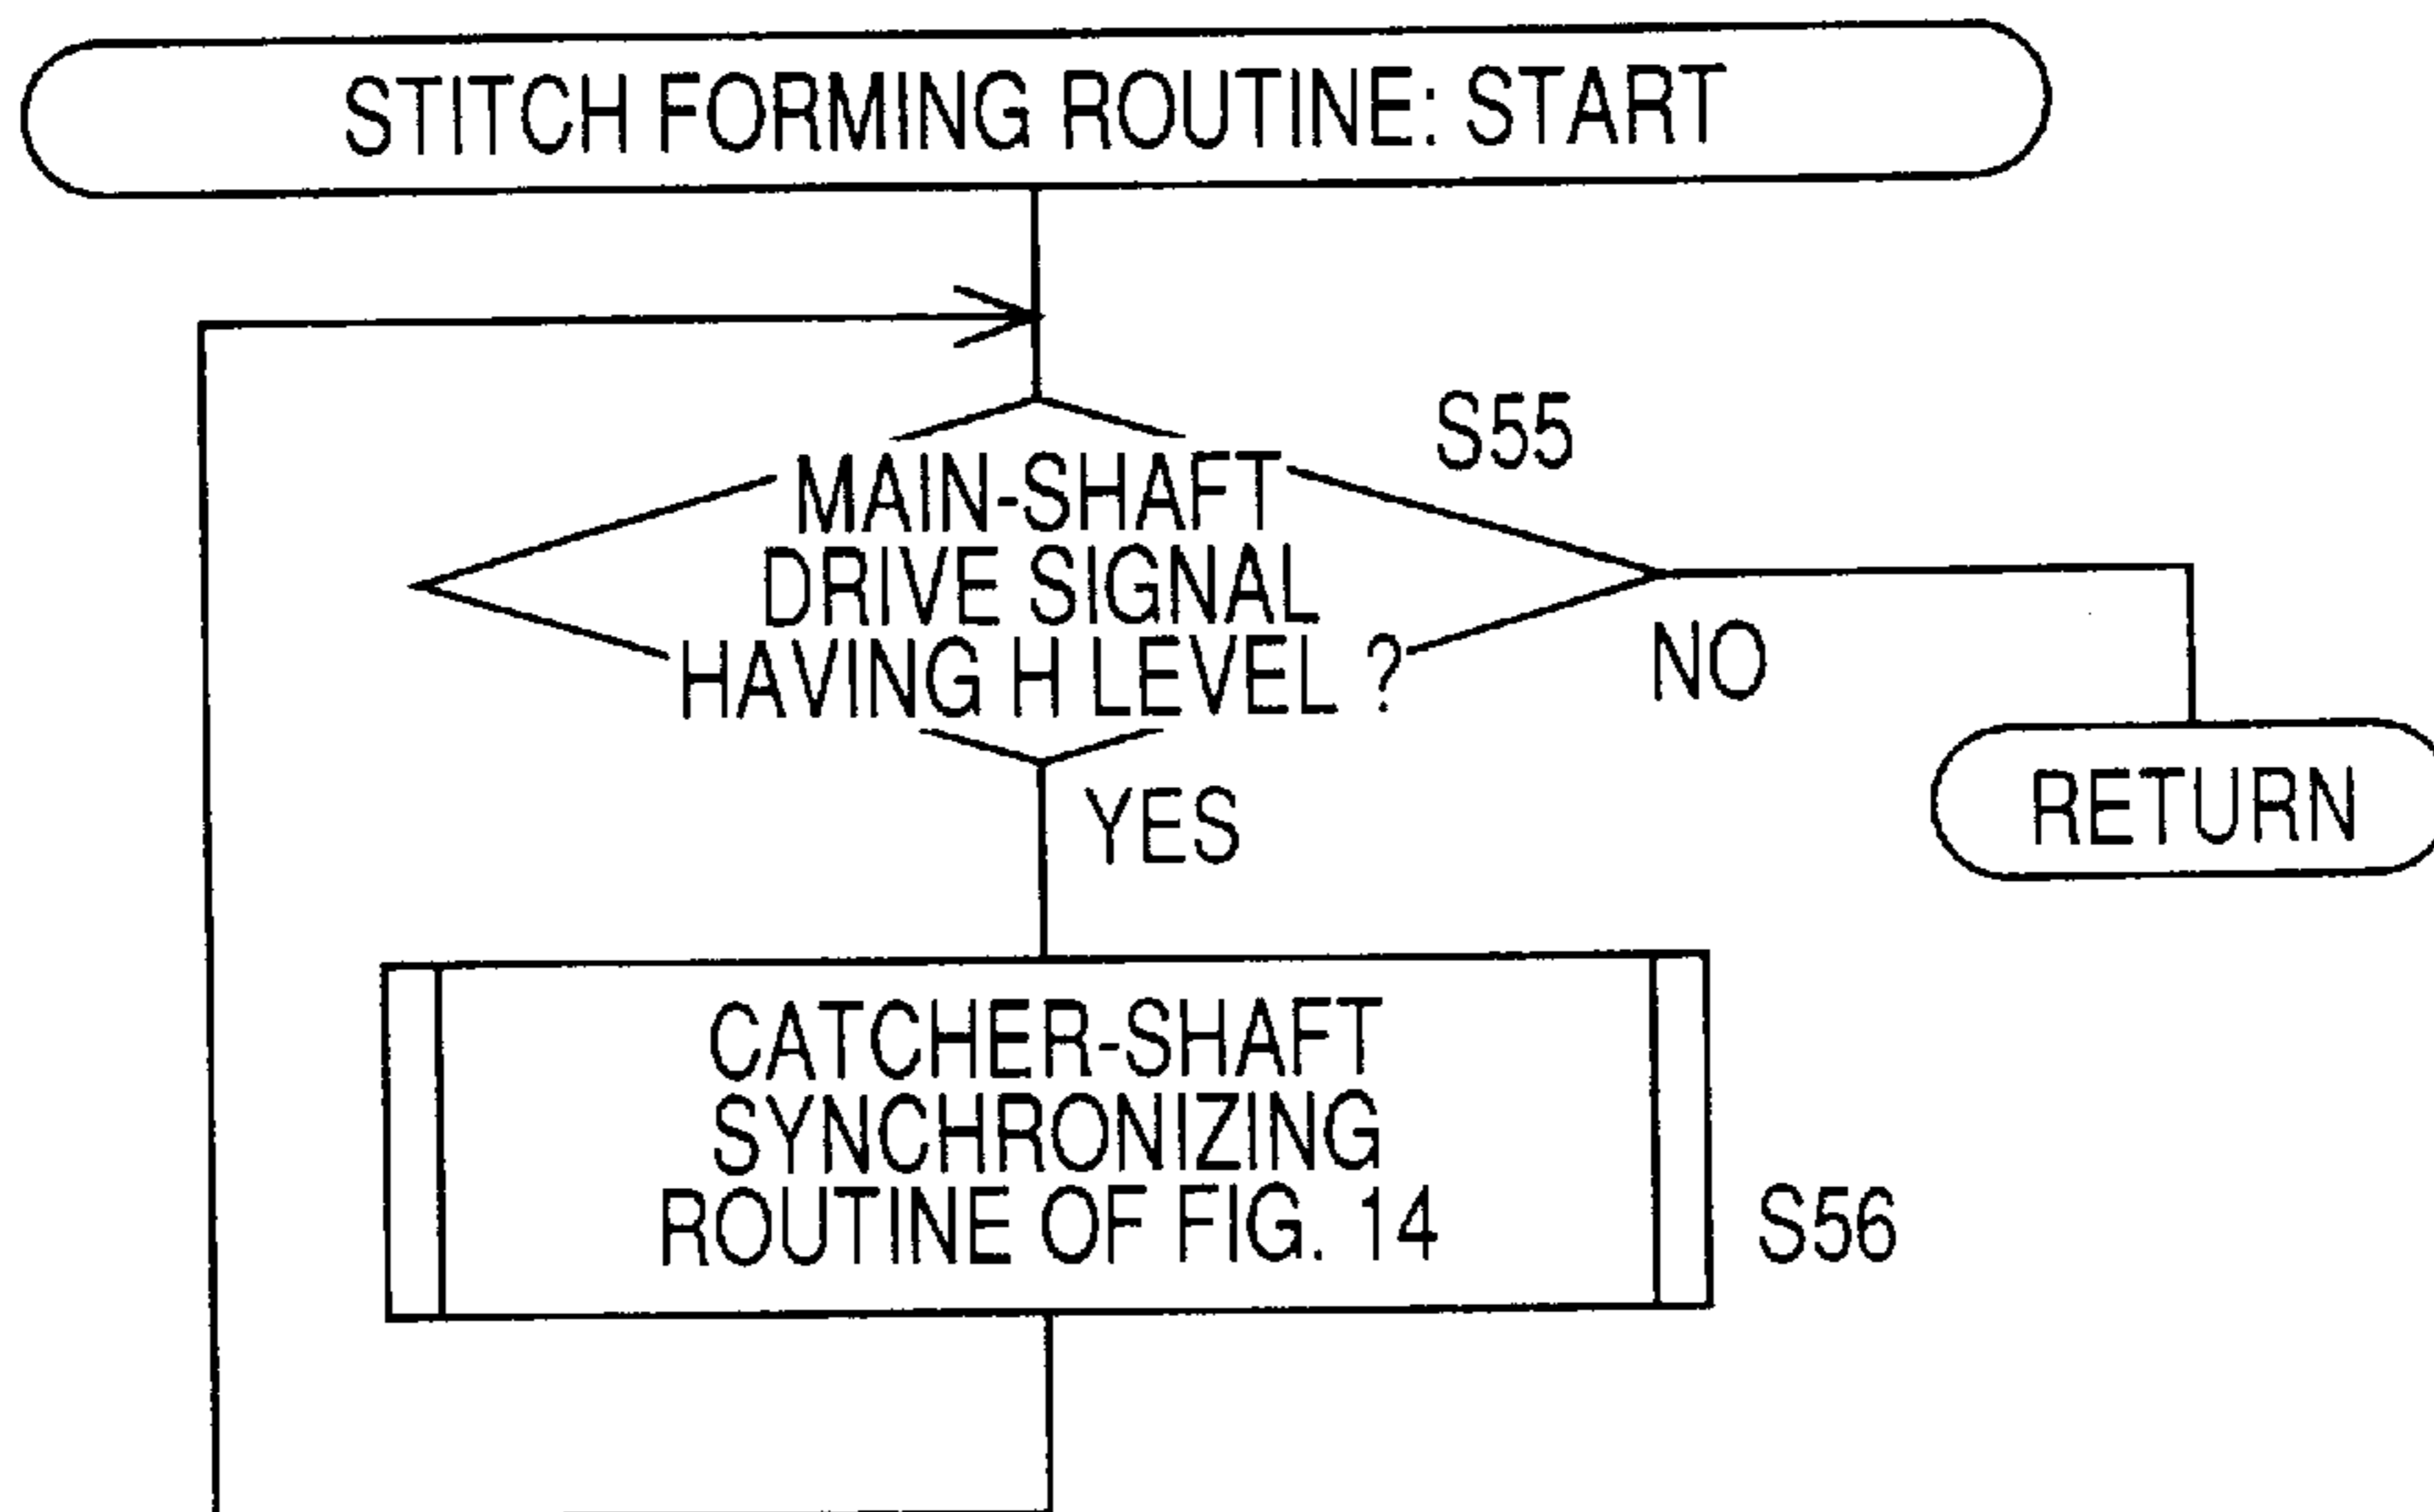 STITCH FORMING ROUTINE: START
S55
MAIN-SHAFT
DRIVE SIGNAL
HAVING H LEVEL ?
NO
RETURN
YES
CATCHER-SHAFT
SYNCHRONIZING
ROUTINE OF FIG. 14
S56